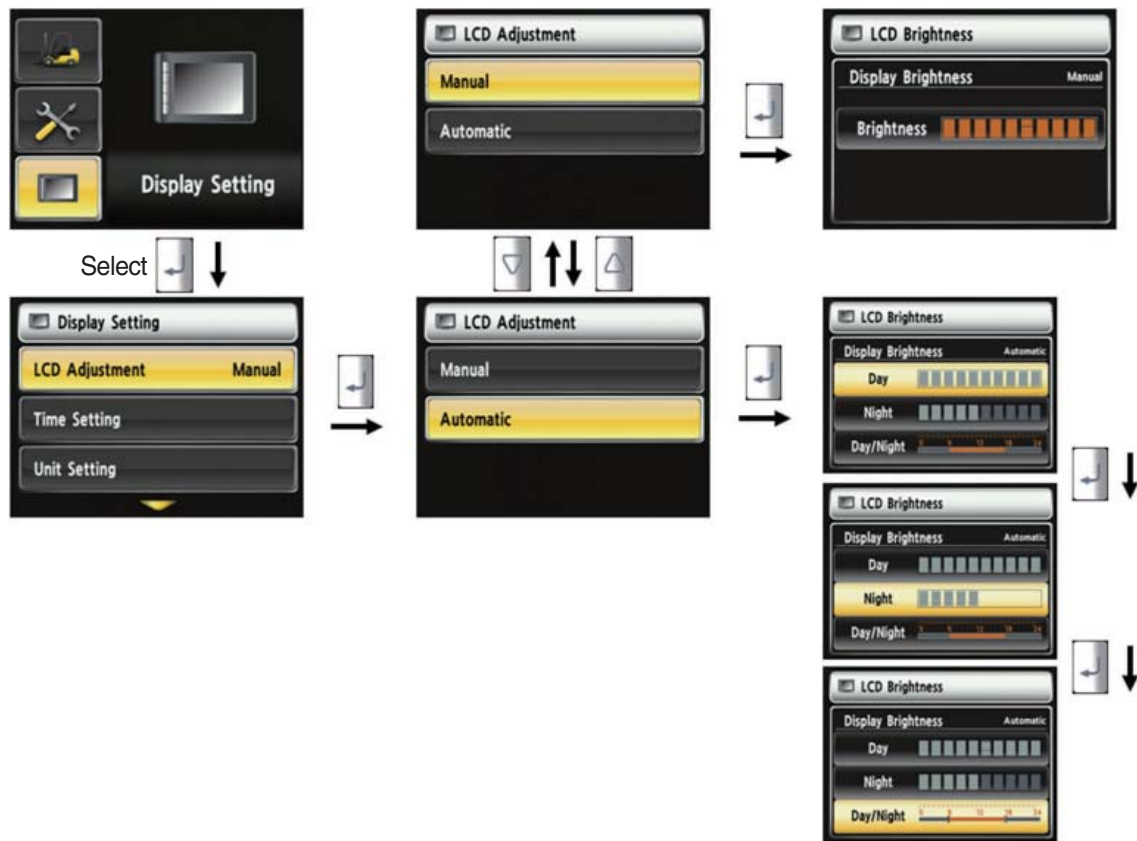 Display Setting
Select
LCD Adjustment
Manual
Automatic
LCD Brightness
Display Brightness Manual
Brightness
Display Setting
LCD Adjustment Manual
Time Setting
Unit Setting
LCD Adjustment
Manual
Automatic
LCD Brightness
Display Brightness Automatic
Day
Night
Day/Night
LCD Brightness
Display Brightness Automatic
Day
Night
Day/Night
LCD Brightness
Display Brightness Automatic
Day
Night
Day/Night